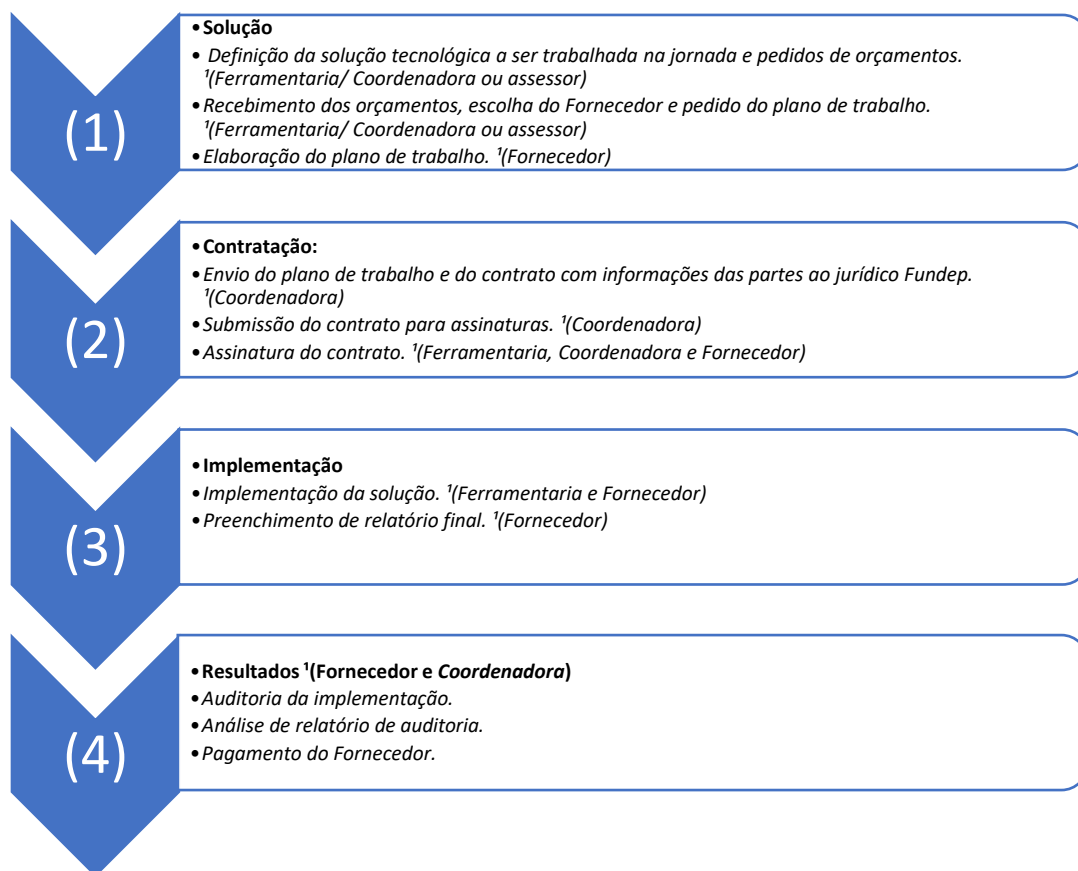 (1)
•Solução
• Definição da solução tecnológica a ser trabalhada na jornada e pedidos de orçamentos.
¹(Ferramentaria/ Coordenadora ou assessor)
•Recebimento dos orçamentos, escolha do Fornecedor e pedido do plano de trabalho.
¹(Ferramentaria/ Coordenadora ou assessor)
•Elaboração do plano de trabalho. ¹(Fornecedor)
(2)
•Contratação:
•Envio do plano de trabalho e do contrato com informações das partes ao jurídico Fundep.
¹(Coordenadora)
•Submissão do contrato para assinaturas. ¹(Coordenadora)
•Assinatura do contrato. ¹(Ferramentaria, Coordenadora e Fornecedor)
(3)
•Implementação
•Implementação da solução. ¹(Ferramentaria e Fornecedor)
•Preenchimento de relatório final. ¹(Fornecedor)
(4)
•Resultados ¹(Fornecedor e Coordenadora)
•Auditoria da implementação.
•Análise de relatório de auditoria.
•Pagamento do Fornecedor.